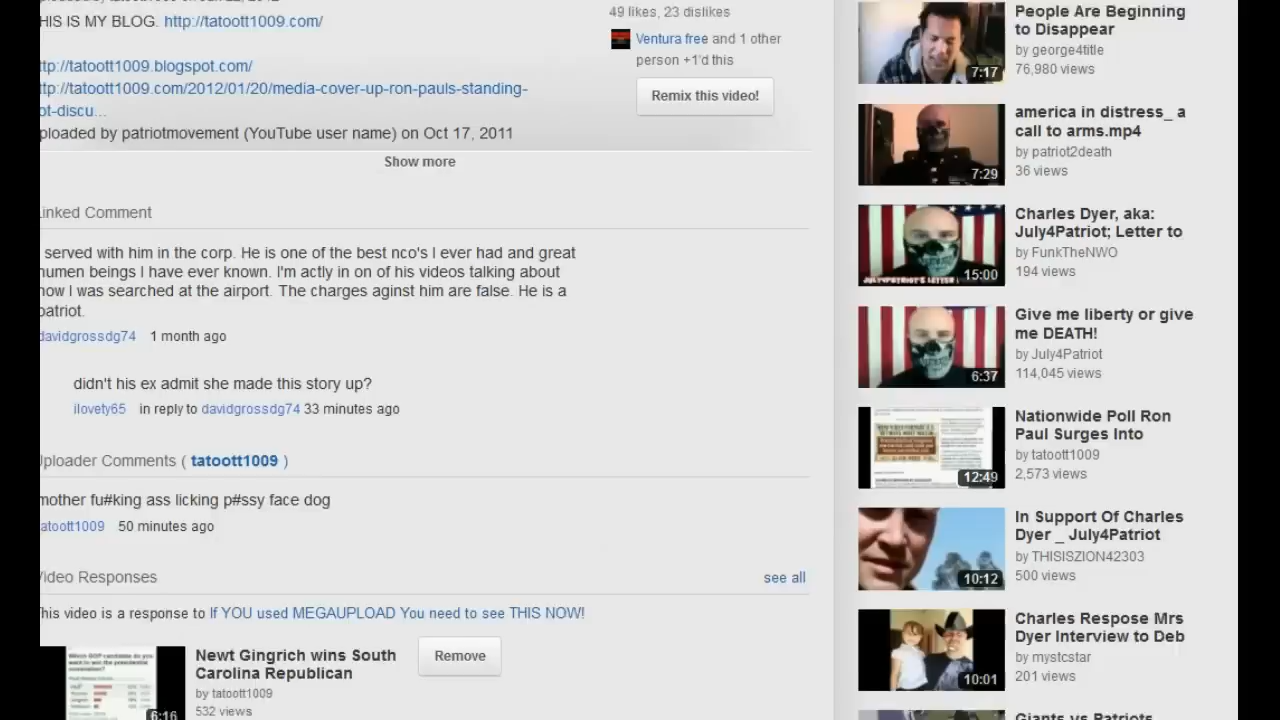 THIS IS MY BLOG. http://tatoott1009.com/
ttp://tatoott1009.blogspot.com/
ttp://tatoott1009.com/2012/01/20/media-cover-up-ron-pauls-standing-
ot-discu...
ploaded by patriotmovement (YouTube user name) on Oct 17, 2011
Show more
49 likes, 23 dislikes
Ventura free and 1 other
person +1'd this
Remix this video!
inked Comment
served with him in the corp. He is one of the best nco's I ever had and great
humen beings I have ever known. I'm actly in on of his videos talking about
how I was searched at the airport. The charges aginst him are false. He is a
patriot.
davidgrossdg74 1 month ago
didn't his ex admit she made this story up?
ilovety65 in reply to davidgrossdg74 33 minutes ago
Uploader Comments ( tatoott1009 )
mother fu#king ass licking p#ssy face dog
atoott1009 50 minutes ago
Video Responses
see all
This video is a response to If YOU used MEGAUPLOAD You need to see THIS NOW!
Newt Gingrich wins South
Carolina Republican
by tatoott1009
532 views
6:16
Remove
People Are Beginning
to Disappear
by george4title
76,980 views
7:17
america in distress_ a
call to arms.mp4
by patriot2death
36 views
7:29
Charles Dyer, aka:
July4Patriot; Letter to
by FunkTheNWO
194 views
15:00
JULY4PATRIOT'S LETTER
Give me liberty or give
me DEATH!
by July4Patriot
114,045 views
6:37
Nationwide Poll Ron
Paul Surges Into
by tatoott1009
2,573 views
12:49
In Support Of Charles
Dyer _ July4Patriot
by THISISZION42303
500 views
10:12
Charles Respose Mrs
Dyer Interview to Deb
by mystcstar
201 views
10:01
Giants vs Patriots